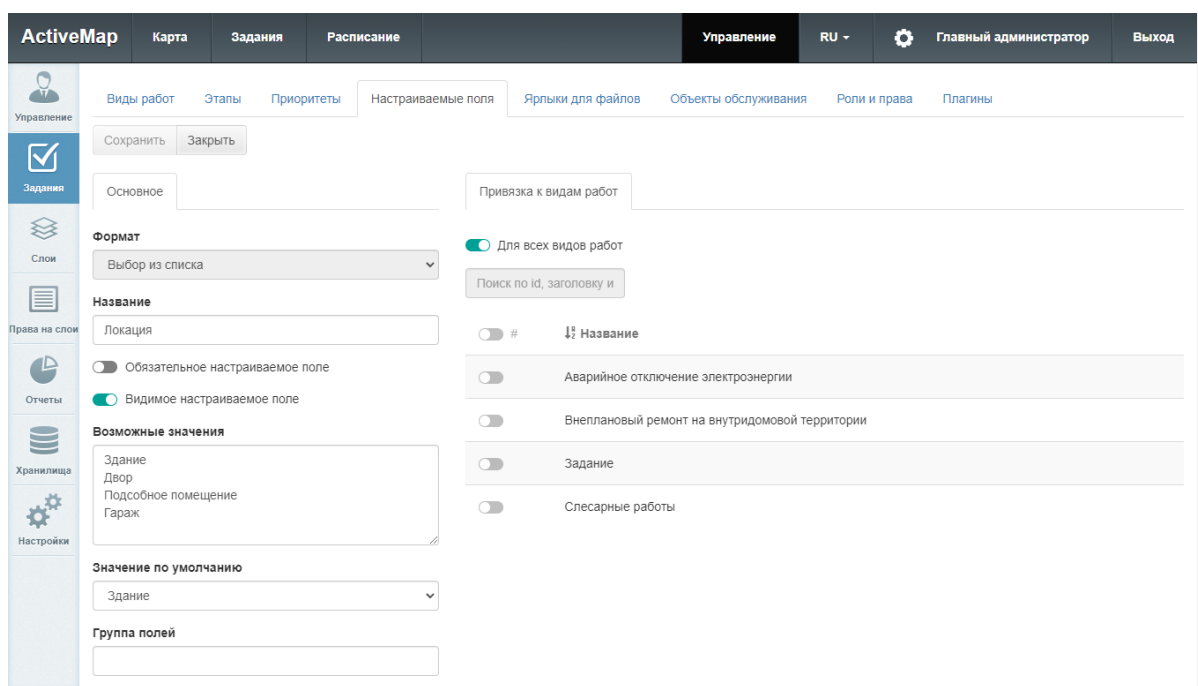 ActiveMap Карта Задания Расписание Управление RU Главный администратор Выход
Управление
Задания
Слои
Права на слои
Отчеты
Хранилища
Настройки
Виды работ Этапы Приоритеты Настраиваемые поля Ярлыки для файлов Объекты обслуживания Роли и права Плагины
Сохранить Закрыть
Основное
Формат
Выбор из списка
Название
Локация
Обязательное настраиваемое поле
Видимое настраиваемое поле
Возможные значения
Здание
Двор
Подсобное помещение
Гараж
Значение по умолчанию
Здание
Группа полей
Привязка к видам работ
Для всех видов работ
Поиск по id, заголовку и
# Название
Аварийное отключение электроэнергии
Внеплановый ремонт на внутридомовой территории
Задание
Слесарные работы